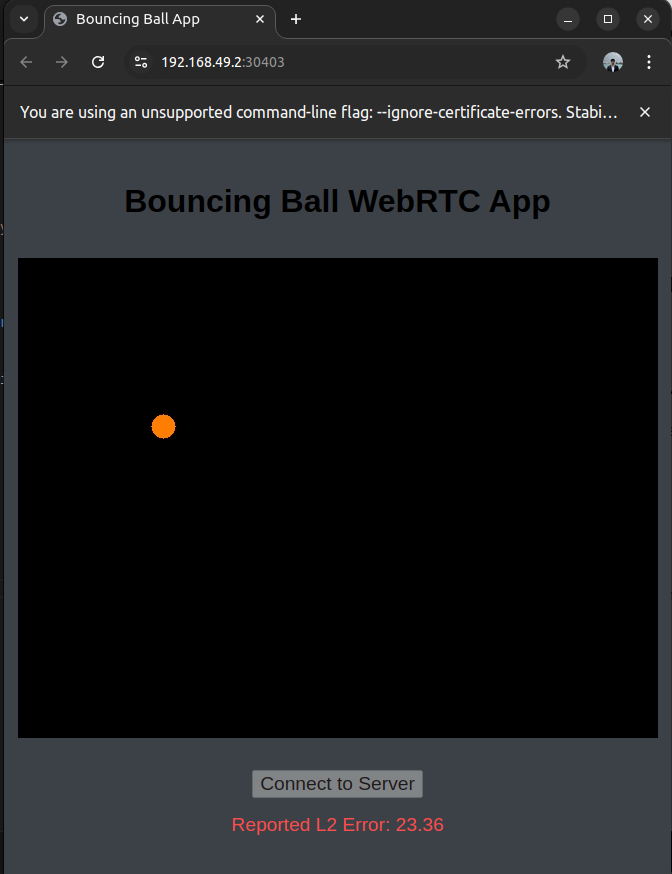 Bouncing Ball App
192.168.49.2:30403
You are using an unsupported command-line flag: --ignore-certificate-errors. Stabi...
Bouncing Ball WebRTC App
Connect to Server
Reported L2 Error: 23.36